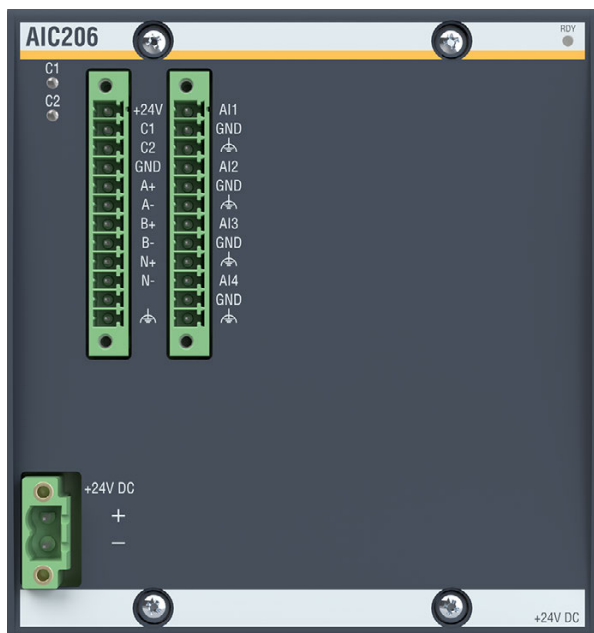 AIC206
RDY
C1
C2
+24V
C1
C2
GND
A+
A-
B+
B-
N+
N-
AI1
GND
AI2
GND
AI3
GND
AI4
GND
+24V DC
+
−
+24V DC